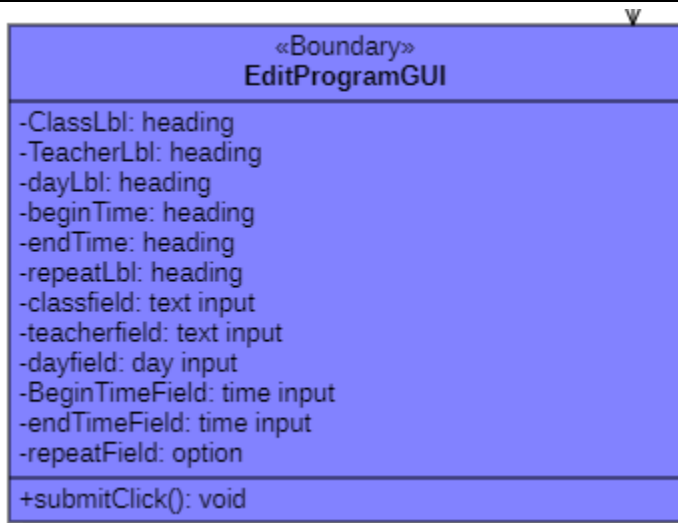 «Boundary»
EditProgramGUI
-ClassLbl: heading
-TeacherLbl: heading
-dayLbl: heading
-beginTime: heading
-endTime: heading
-repeatLbl: heading
-classfield: text input
-teacherfield: text input
-dayfield: day input
-BeginTimeField: time input
-endTimeField: time input
-repeatField: option
+submitClick(): void